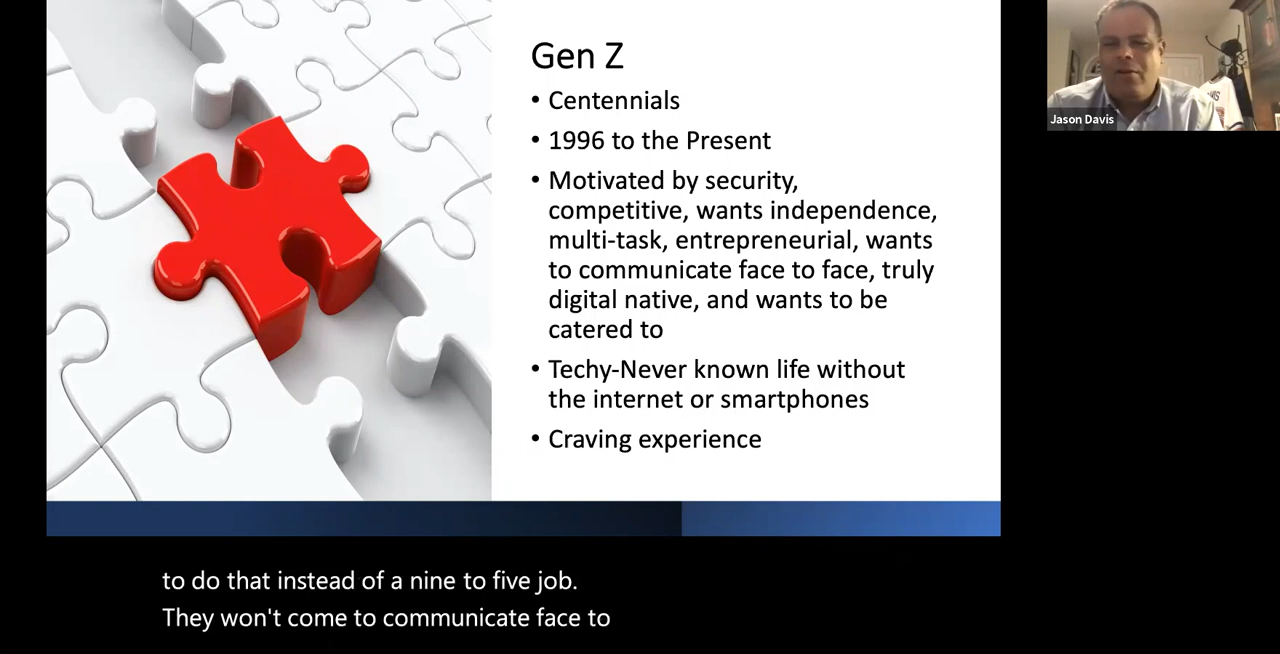 Gen Z
• Centennials
• 1996 to the Present
• Motivated by security,
competitive, wants independence,
multi-task, entrepreneurial, wants
to communicate face to face, truly
digital native, and wants to be
catered to
• Techy-Never known life without
the internet or smartphones
• Craving experience
Jason Davis
to do that instead of a nine to five job.
They won't come to communicate face to